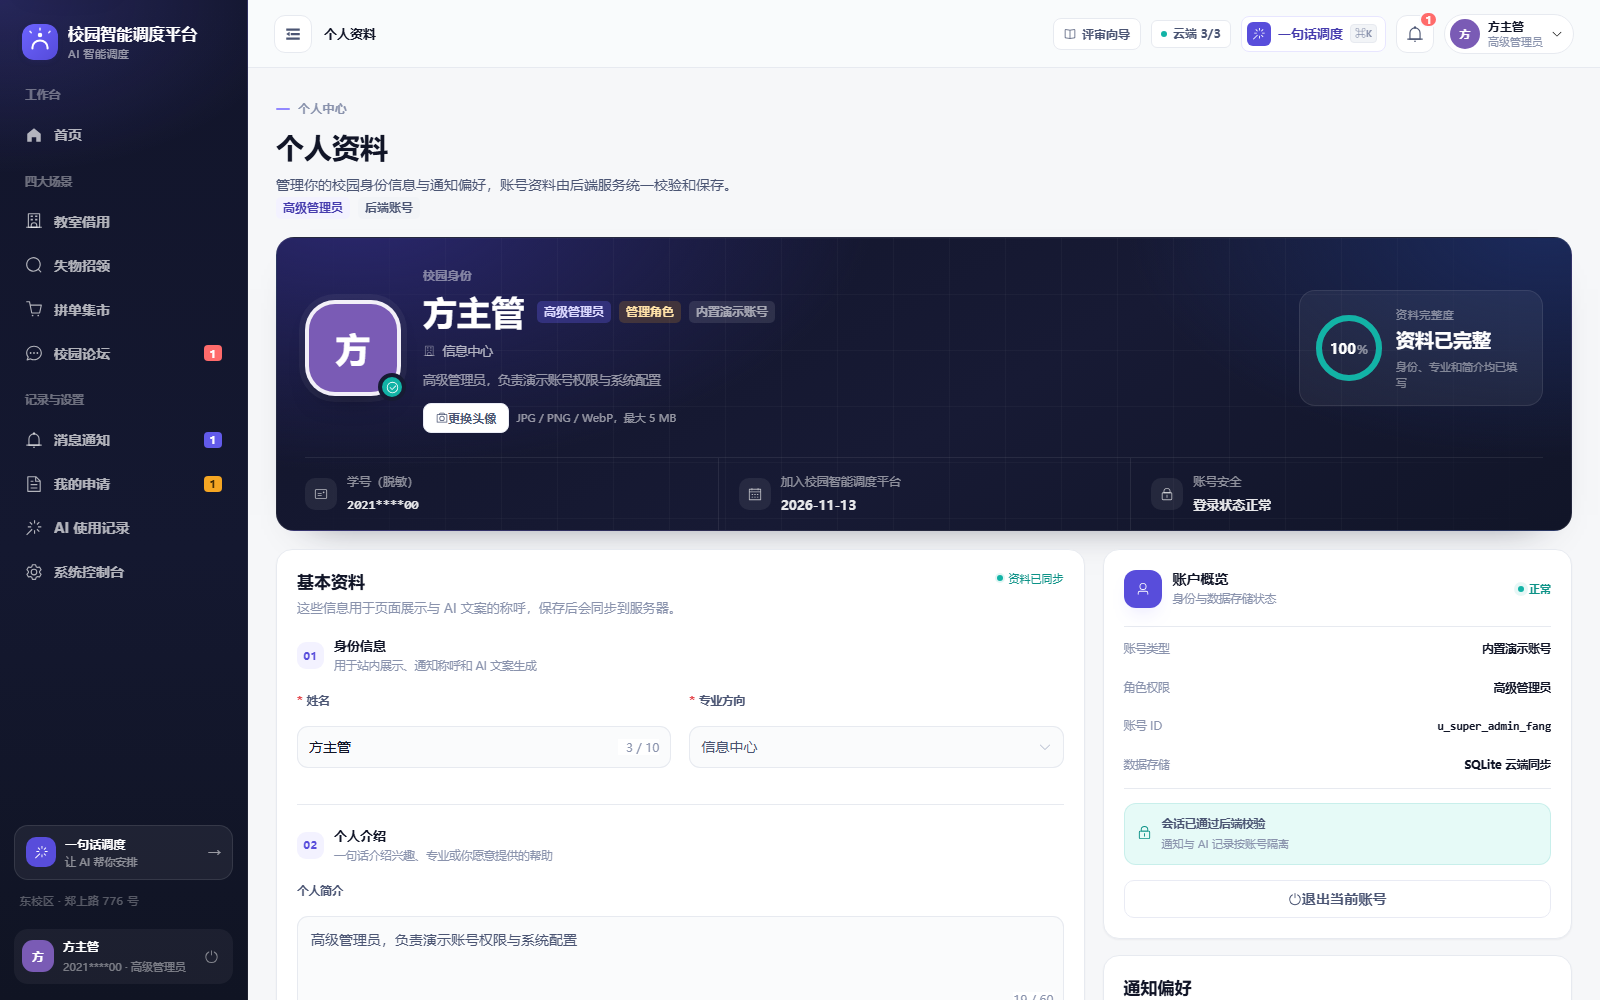 校园智能调度平台
AI 智能调度
工作台
首页
四大场景
教室借用
失物招领
拼单集市
校园论坛
1
记录与设置
消息通知
1
我的申请
1
AI 使用记录
系统控制台
一句话调度
让 AI 帮你安排
→
东校区 · 郑上路 776 号
方
方主管
2021****00 · 高级管理员
个人资料
评审向导
云端 3/3
一句话调度
⌘K
1
方
方主管
高级管理员
个人中心
个人资料
管理你的校园身份信息与通知偏好，账号资料由后端服务统一校验和保存。
高级管理员
后端账号
方
校园身份
方主管
高级管理员
管理角色
内置演示账号
信息中心
高级管理员，负责演示账号权限与系统配置
更换头像
JPG / PNG / WebP，最大 5 MB
100%
资料完整度
资料已完整
身份、专业和简介均已填写
学号（脱敏）
2021****00
加入校园智能调度平台
2026-11-13
账号安全
登录状态正常
基本资料
这些信息用于页面展示与 AI 文案的称呼，保存后会同步到服务器。
资料已同步
01
身份信息
用于站内展示、通知称呼和 AI 文案生成
* 姓名
方主管
3 / 10
* 专业方向
信息中心
02
个人介绍
一句话介绍兴趣、专业或你愿意提供的帮助
个人简介
高级管理员，负责演示账号权限与系统配置
19 / 60
账户概览
身份与数据存储状态
正常
账号类型
内置演示账号
角色权限
高级管理员
账号 ID
u_super_admin_fang
数据存储
SQLite 云端同步
会话已通过后端校验
通知与 AI 记录按账号隔离
退出当前账号
通知偏好